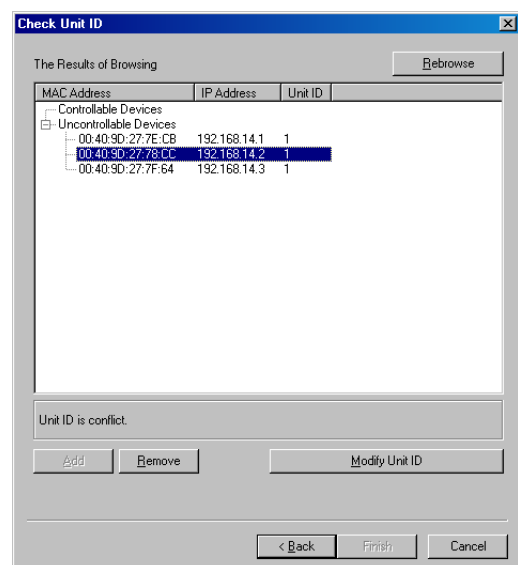 Check Unit ID
The Results of Browsing Rebrowse
MAC Address IP Address Unit ID
Controllable Devices
Uncontrollable Devices
00:40:9D:27:7E:CB 192.168.14.1 1
00:40:9D:27:78:CC 192.168.14.2 1
00:40:9D:27:7F:64 192.168.14.3 1
Unit ID is conflict.
Add Remove Modify Unit ID
< Back Finish Cancel